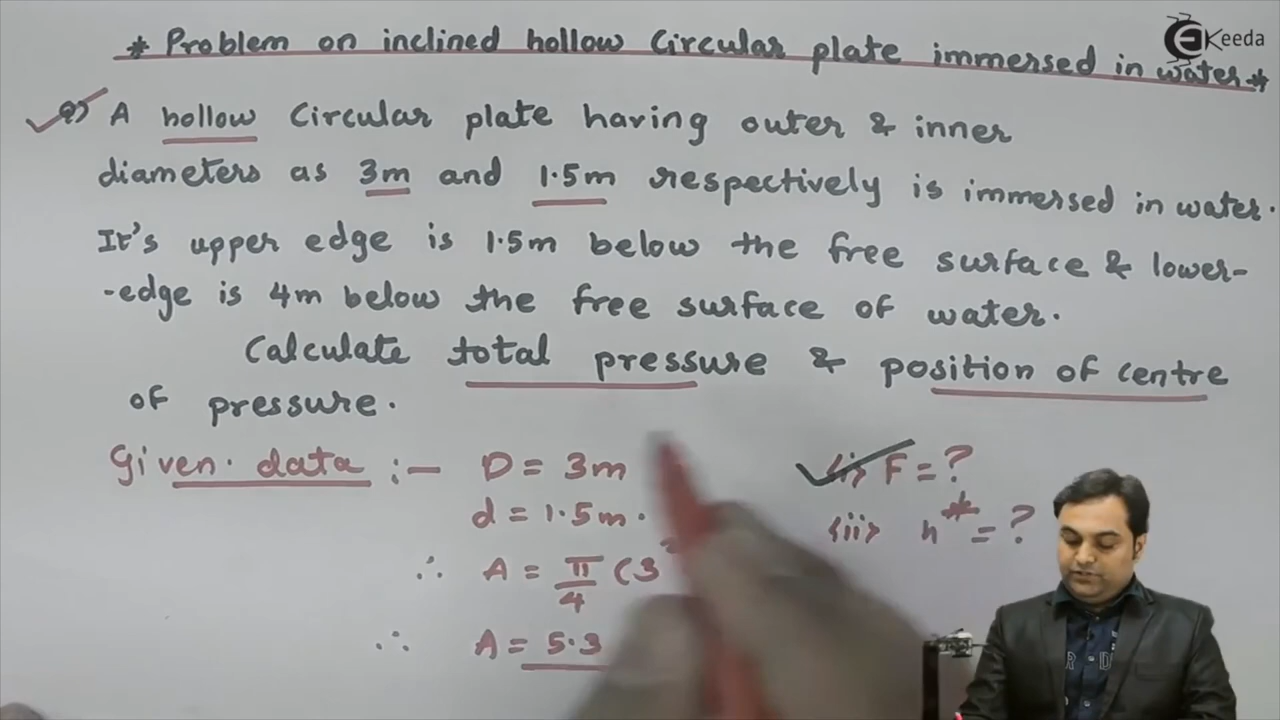 * Problem on inclined hollow Circular plate immersed in water *
EKeeda
Q) A hollow Circular plate having outer & inner
diameters as 3m and 1.5m respectively is immersed in water.
It's upper edge is 1.5m below the free surface & lower-
-edge is 4m below the free surface of water.
Calculate total pressure & position of centre
of pressure.
Given data :- D = 3m
d = 1.5m.
∴ A = π/4 (3²
∴ A = 5.3
(i) F = ?
(ii) h* = ?